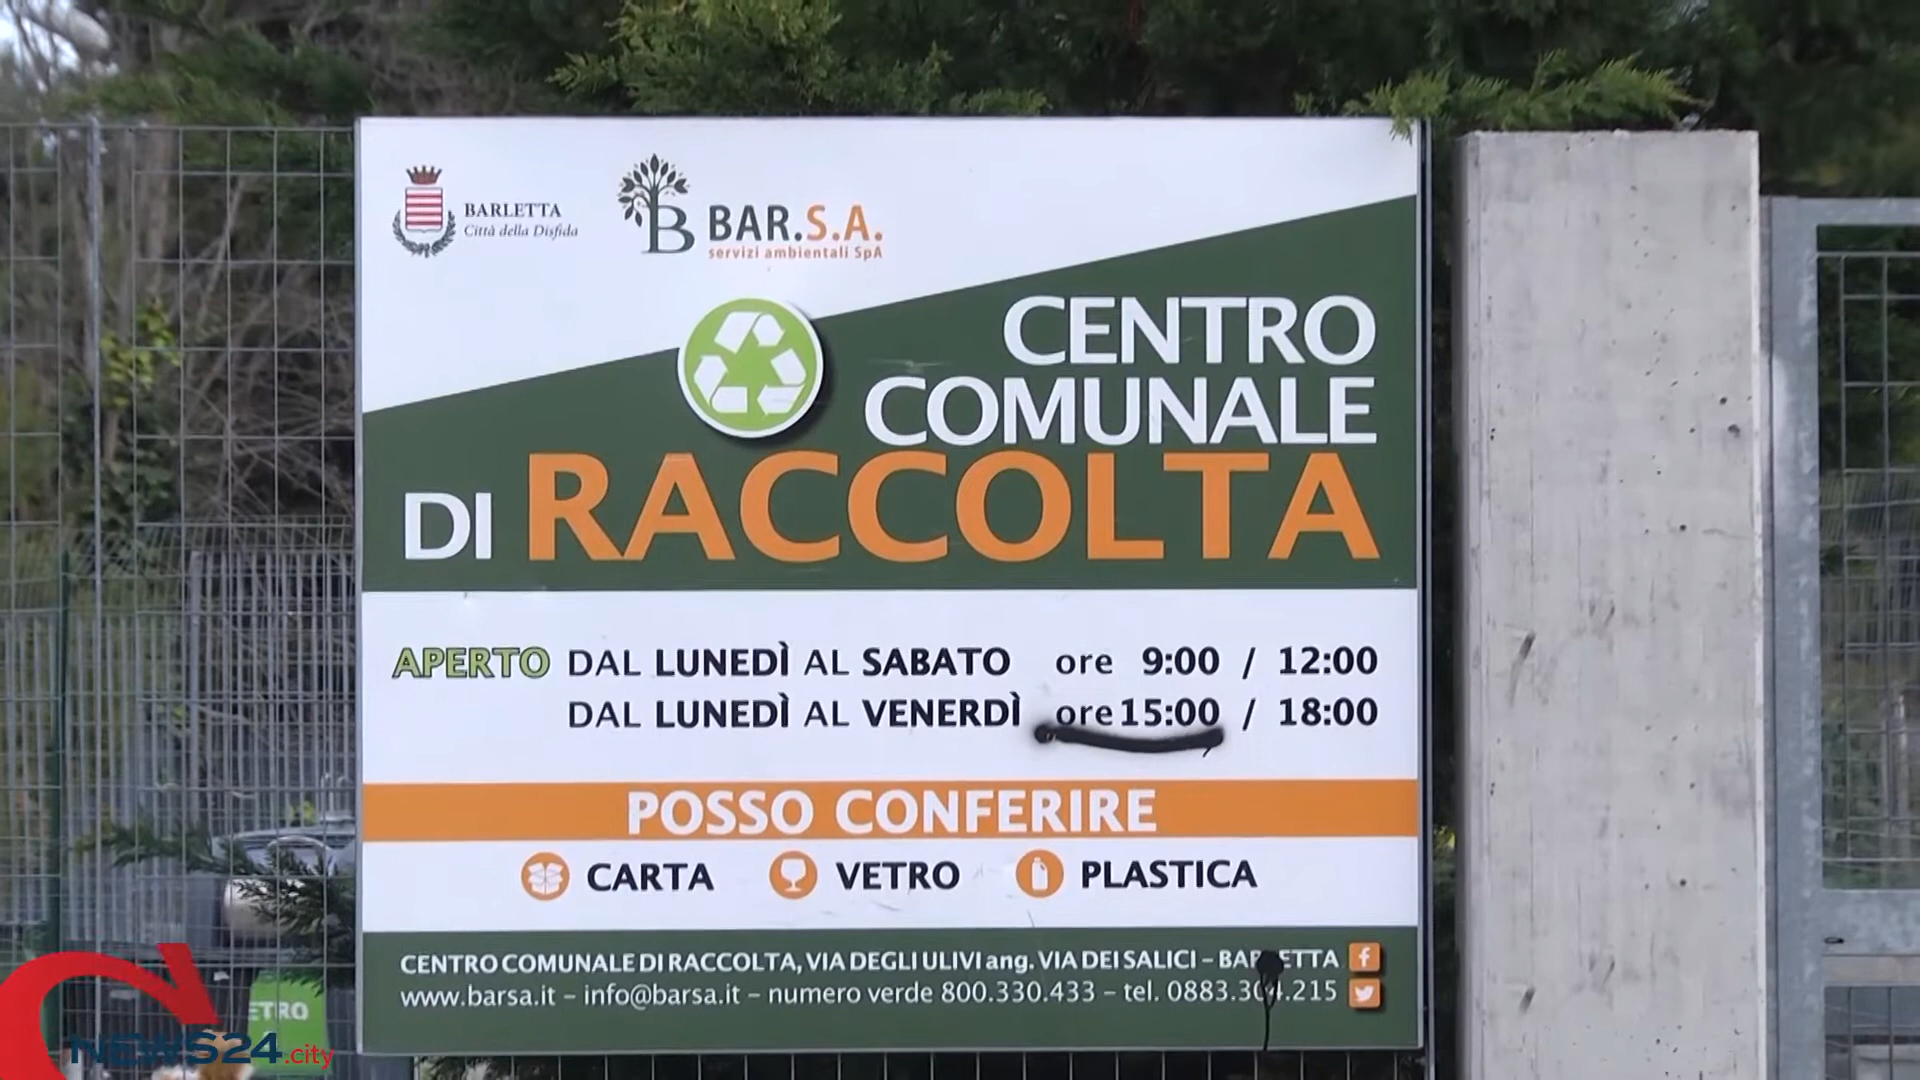 BARLETTA
Città della Disfida
BAR.S.A.
servizi ambientali SpA
CENTRO
COMUNALE
DI RACCOLTA
APERTO DAL LUNEDÌ AL SABATO ore 9:00 / 12:00
DAL LUNEDÌ AL VENERDÌ ore 15:00 / 18:00
POSSO CONFERIRE
CARTA VETRO PLASTICA
CENTRO COMUNALE DI RACCOLTA, VIA DEGLI ULIVI ang. VIA DEI SALICI – BARLETTA
www.barsa.it – info@barsa.it – numero verde 800.330.433 – tel. 0883.304.215
ETRO
NEWS24.city